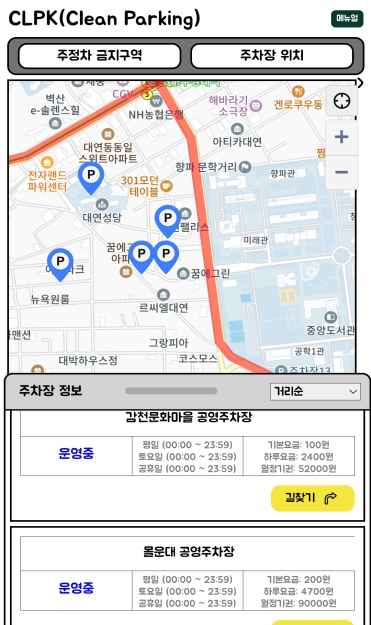 CLPK(Clean Parking)
메뉴얼
주정차 금지구역
주차장 위치
CGV
벽산
e-솔렌스힐
NH농협은행
해바라기
소극장
겐로쿠우동
대연동동일
스위트아파트
아티디카대연
전자랜드
파워센터
301모던
테이블
향파 문학거리
향파관
P
대연성당
P
팰리스
미래관
P
P
P
꿈에그린
뉴욕원룸
르씨엘대연
중앙도서관
맨션
그랑피아
공학1관
대박하우스정
코스모스
주차장13
주차장 정보
거리순
감천문화마을 공영주차장
운영중
평일 (00:00 ~ 23:59)
토요일 (00:00 ~ 23:59)
공휴일 (00:00 ~ 23:59)
기본요금: 100원
하루요금: 2400원
월정기권: 52000원
길찾기
몰운대 공영주차장
운영중
평일 (00:00 ~ 23:59)
토요일 (00:00 ~ 23:59)
공휴일 (00:00 ~ 23:59)
기본요금: 200원
하루요금: 4700원
월정기권: 90000원